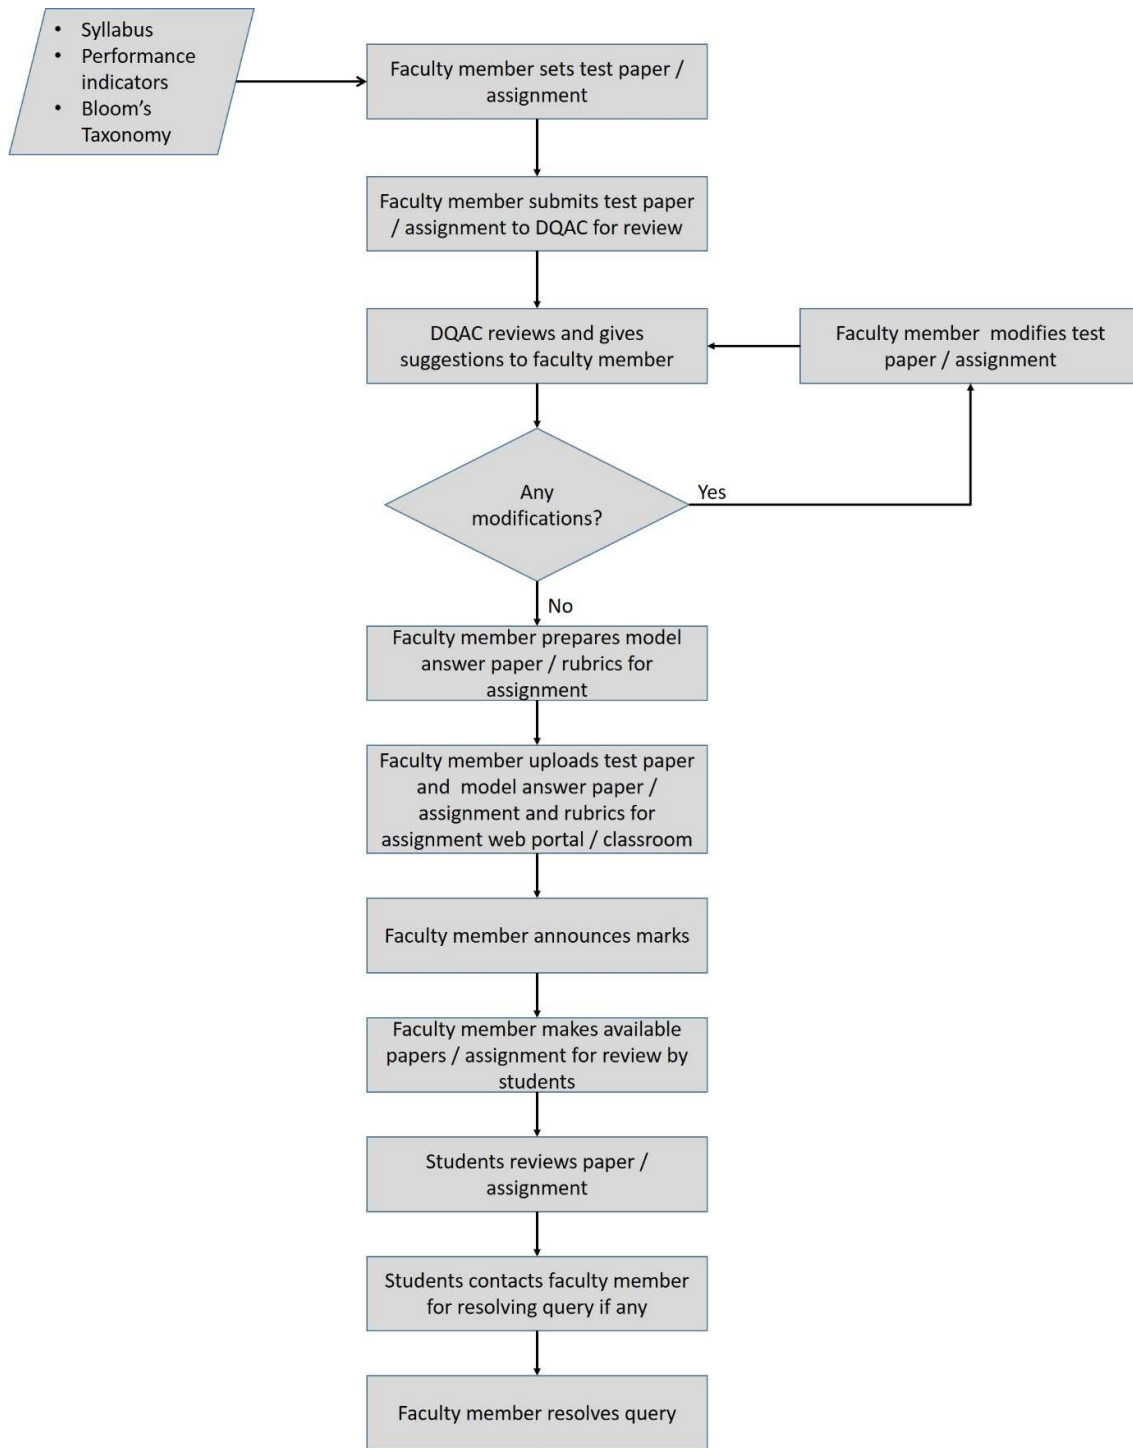 • Syllabus
• Performance
indicators
• Bloom's
Taxonomy
Faculty member sets test paper /
assignment
Faculty member submits test paper
/ assignment to DQAC for review
DQAC reviews and gives
suggestions to faculty member
Faculty member  modifies test
paper / assignment
Any
modifications?
Yes
No
Faculty member prepares model
answer paper / rubrics for
assignment
Faculty member uploads test paper
and  model answer paper /
assignment and rubrics for
assignment web portal / classroom
Faculty member announces marks
Faculty member makes available
papers / assignment for review by
students
Students reviews paper /
assignment
Students contacts faculty member
for resolving query if any
Faculty member resolves query